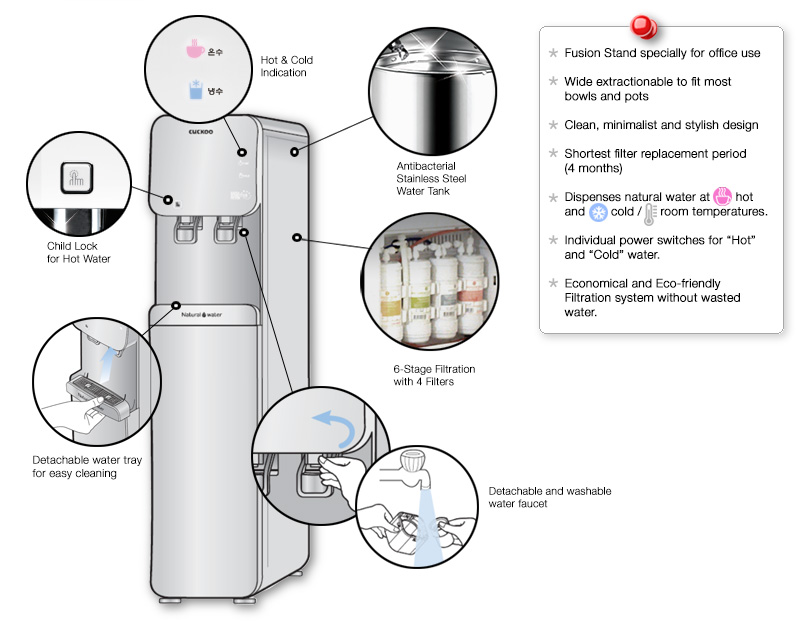 온수
냉수
Hot & Cold
Indication
CUCKOO
Antibacterial
Stainless Steel
Water Tank
Child Lock
for Hot Water
Natural water
6-Stage Filtration
with 4 Filters
Detachable water tray
for easy cleaning
Detachable and washable
water faucet
* Fusion Stand specially for office use
* Wide extractionable to fit most
bowls and pots
* Clean, minimalist and stylish design
* Shortest filter replacement period
(4 months)
* Dispenses natural water at hot
and cold / room temperatures.
* Individual power switches for “Hot”
and “Cold” water.
* Economical and Eco-friendly
Filtration system without wasted
water.